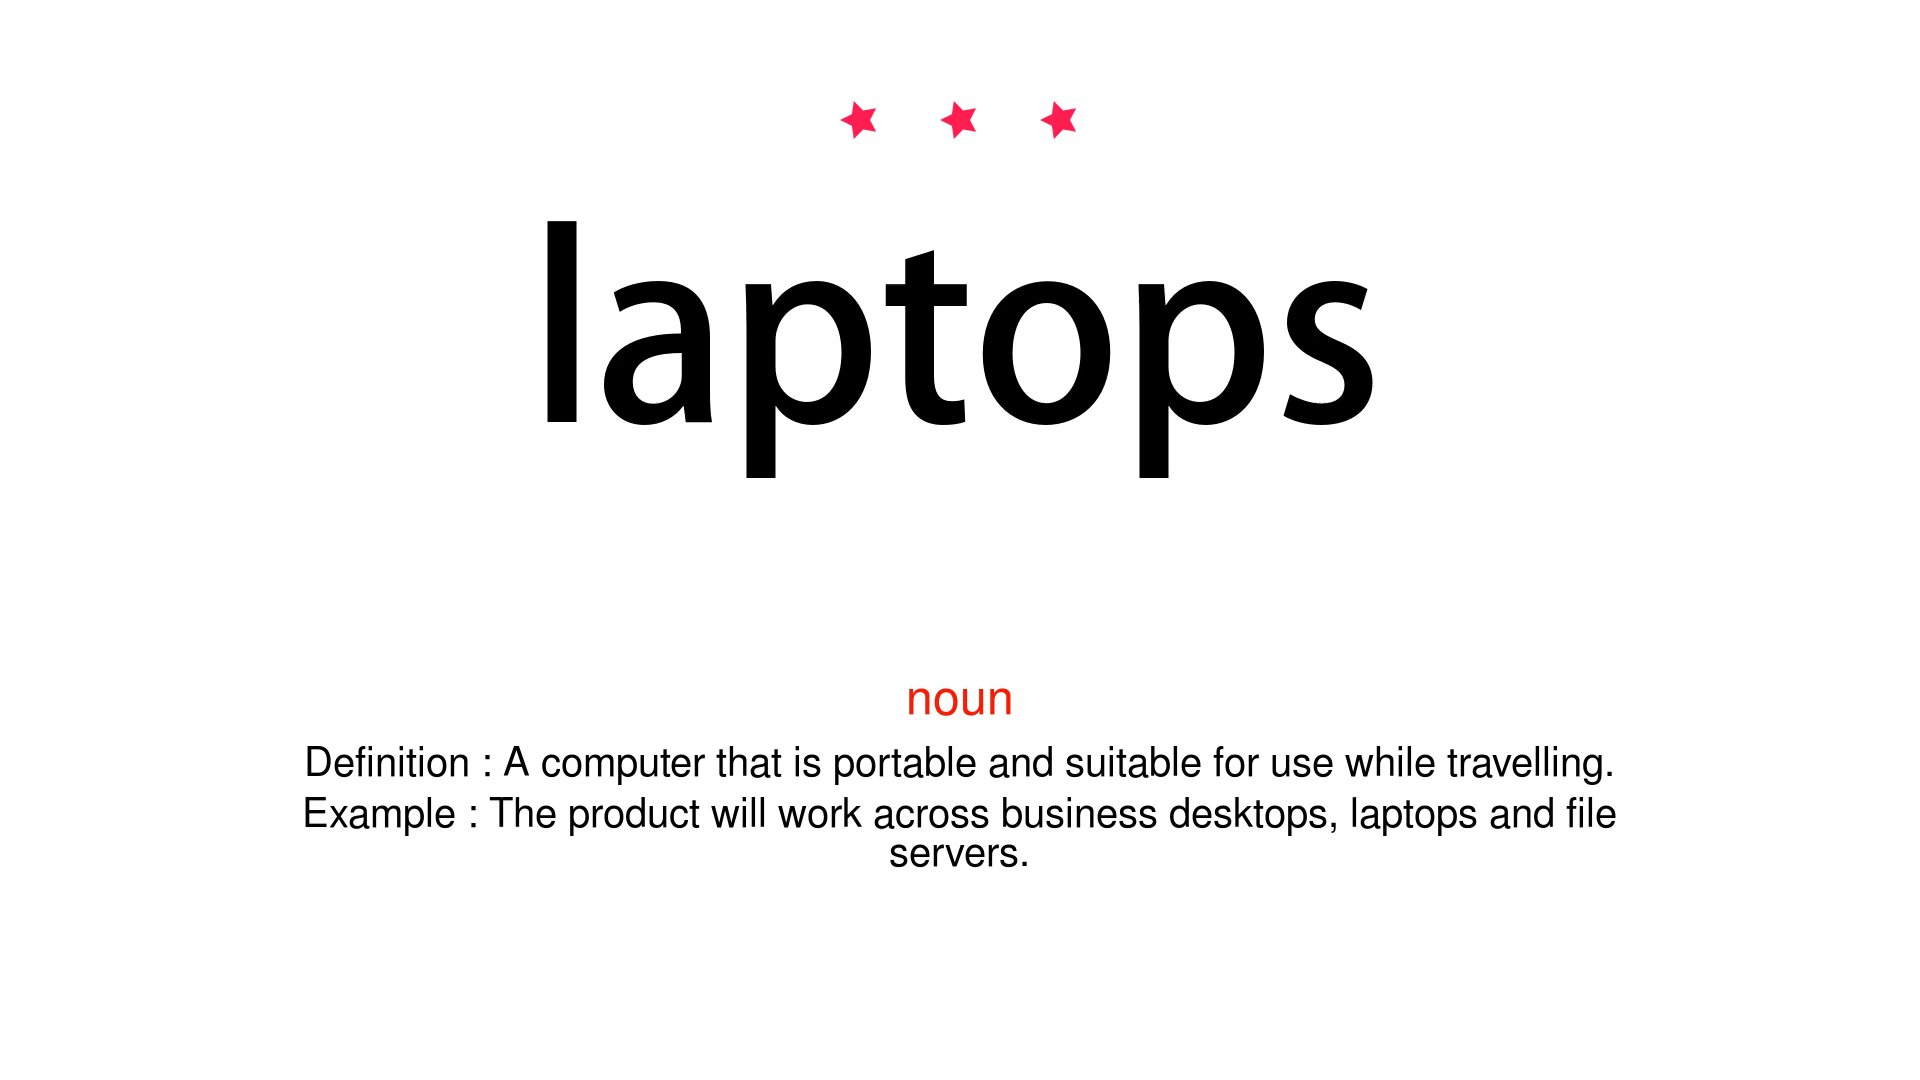 laptops
noun
Definition : A computer that is portable and suitable for use while travelling.
Example : The product will work across business desktops, laptops and file
servers.